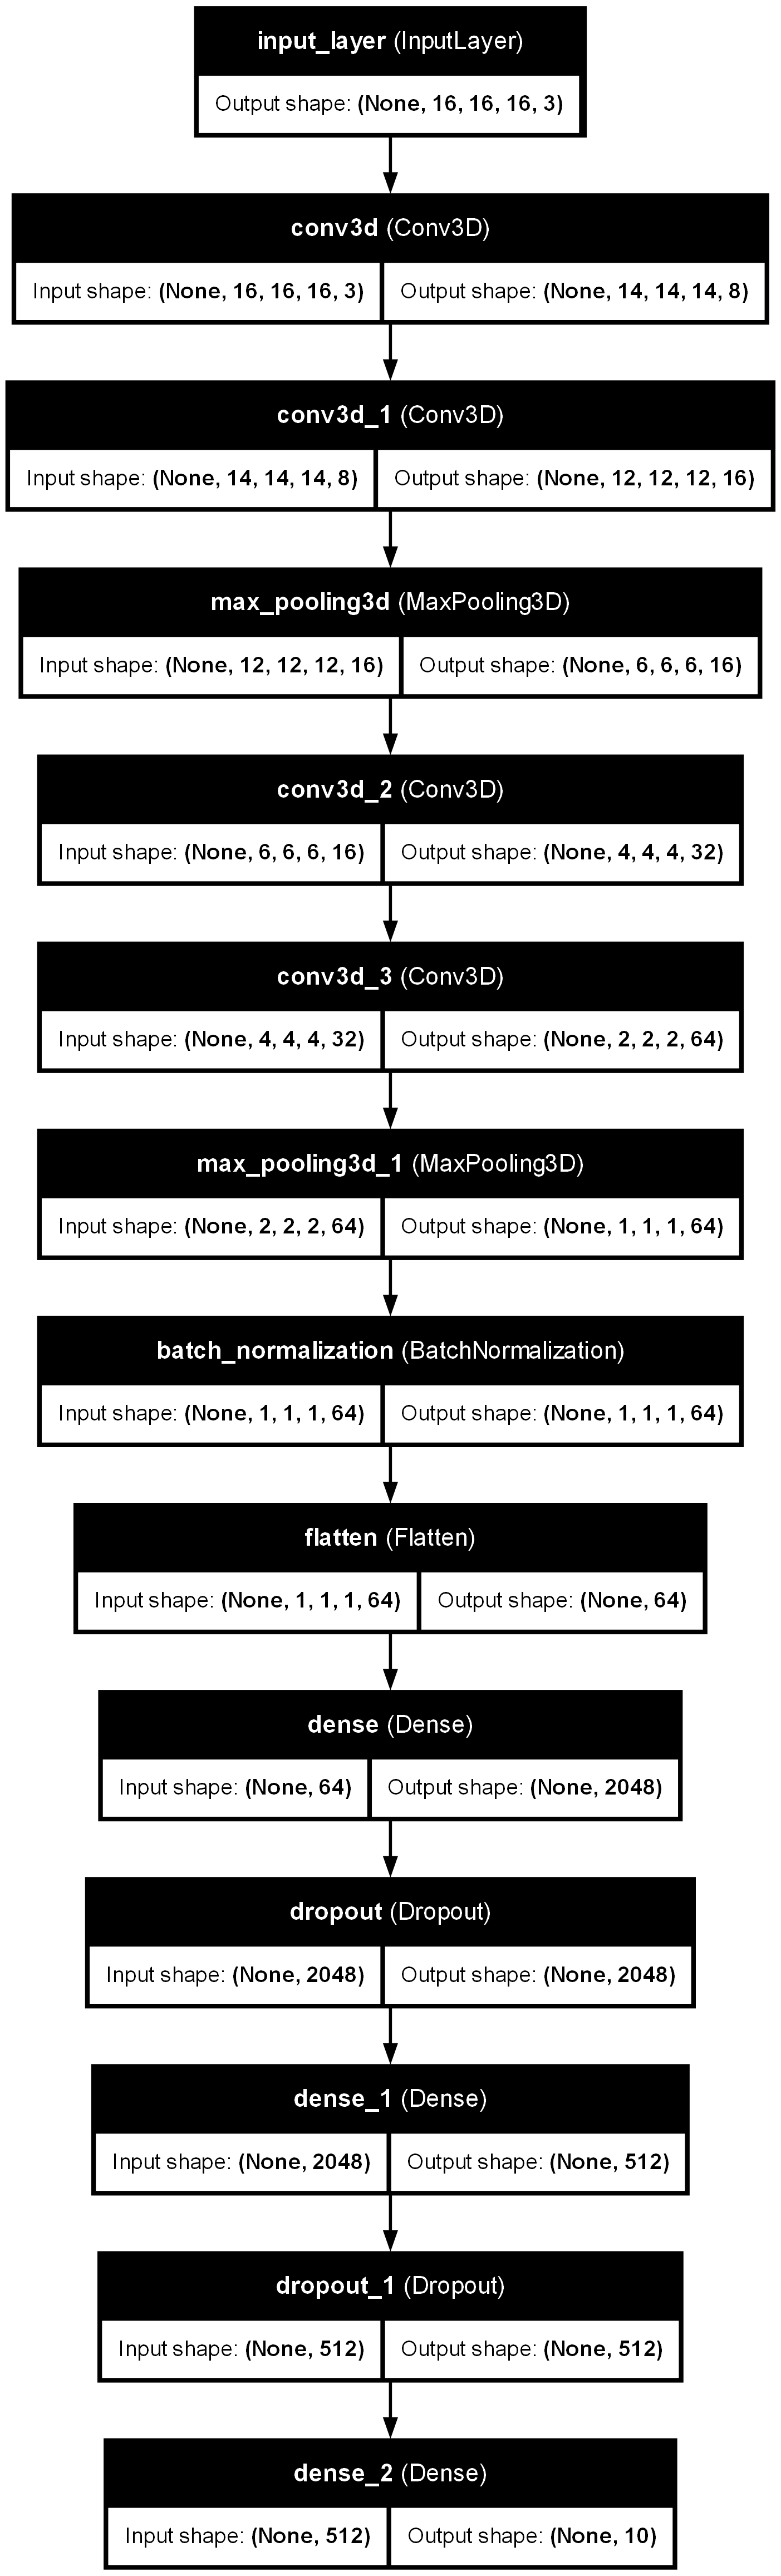 input_layer (InputLayer)
Output shape: (None, 16, 16, 16, 3)
conv3d (Conv3D)
Input shape: (None, 16, 16, 16, 3) Output shape: (None, 14, 14, 14, 8)
conv3d_1 (Conv3D)
Input shape: (None, 14, 14, 14, 8) Output shape: (None, 12, 12, 12, 16)
max_pooling3d (MaxPooling3D)
Input shape: (None, 12, 12, 12, 16) Output shape: (None, 6, 6, 6, 16)
conv3d_2 (Conv3D)
Input shape: (None, 6, 6, 6, 16) Output shape: (None, 4, 4, 4, 32)
conv3d_3 (Conv3D)
Input shape: (None, 4, 4, 4, 32) Output shape: (None, 2, 2, 2, 64)
max_pooling3d_1 (MaxPooling3D)
Input shape: (None, 2, 2, 2, 64) Output shape: (None, 1, 1, 1, 64)
batch_normalization (BatchNormalization)
Input shape: (None, 1, 1, 1, 64) Output shape: (None, 1, 1, 1, 64)
flatten (Flatten)
Input shape: (None, 1, 1, 1, 64) Output shape: (None, 64)
dense (Dense)
Input shape: (None, 64) Output shape: (None, 2048)
dropout (Dropout)
Input shape: (None, 2048) Output shape: (None, 2048)
dense_1 (Dense)
Input shape: (None, 2048) Output shape: (None, 512)
dropout_1 (Dropout)
Input shape: (None, 512) Output shape: (None, 512)
dense_2 (Dense)
Input shape: (None, 512) Output shape: (None, 10)